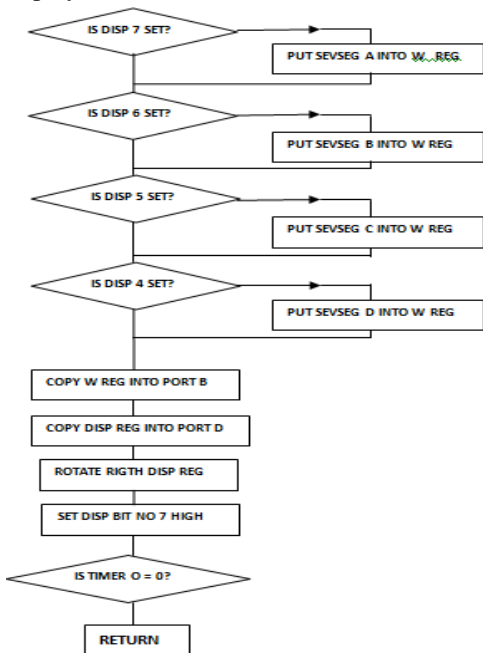 IS DISP 7 SET?
PUT SEVSEG A INTO W REG
IS DISP 6 SET?
PUT SEVSEG B INTO W REG
IS DISP 5 SET?
PUT SEVSEG C INTO W REG
IS DISP 4 SET?
PUT SEVSEG D INTO W REG
COPY W REG INTO PORT B
COPY DISP REG INTO PORT D
ROTATE RIGTH DISP REG
SET DISP BIT NO 7 HIGH
IS TIMER O = 0?
RETURN